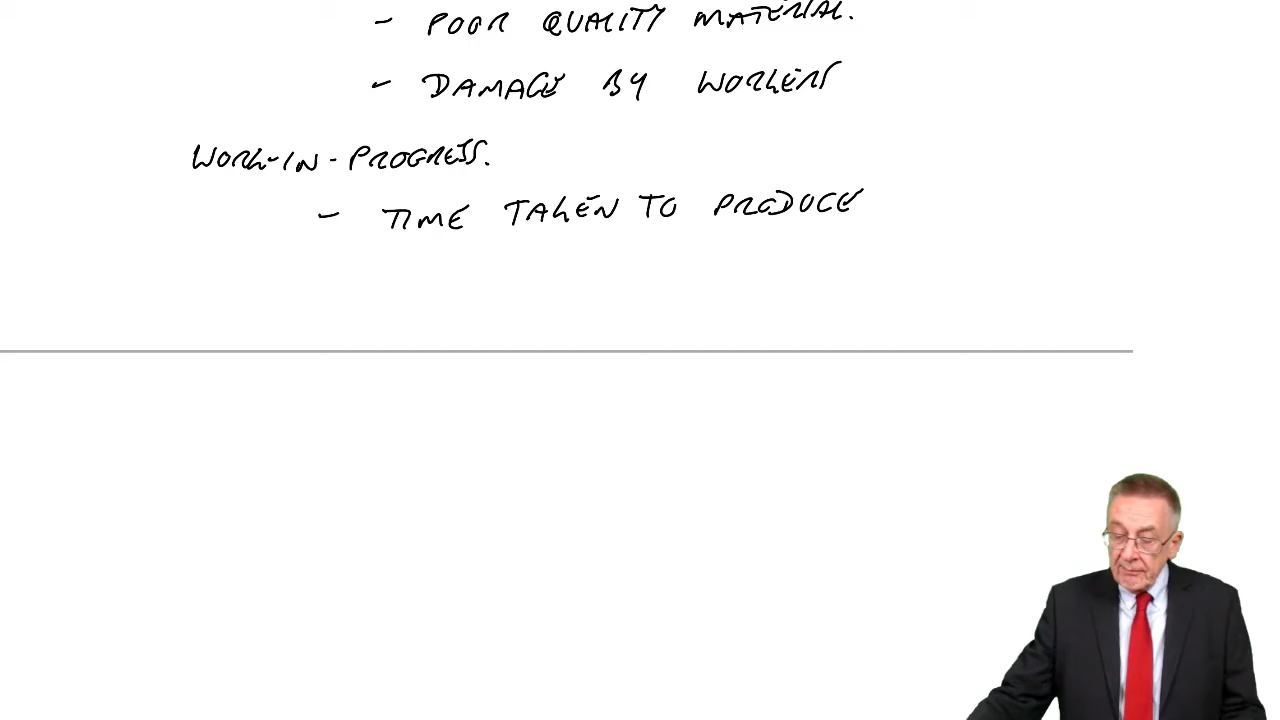 - POOR QUALITY MATERIAL.
- DAMAGE BY WORKERS
WORK-IN-PROGRESS.
- TIME TAKEN TO PRODUCE